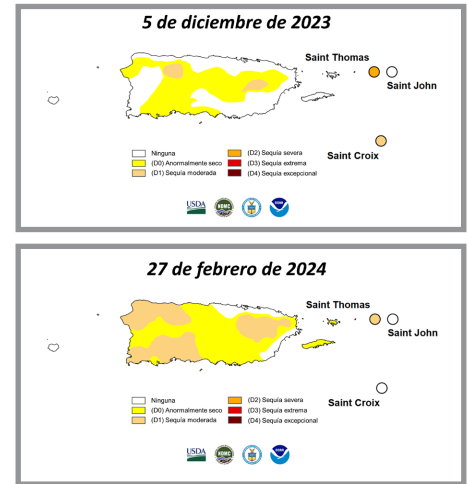 5 de diciembre de 2023
Saint Thomas
Saint John
Saint Croix
Ninguna
(D0) Anormalmente seco
(D1) Sequía moderada
(D2) Sequía severa
(D3) Sequía extrema
(D4) Sequía excepcional
USDA
NDMC
27 de febrero de 2024
Saint Thomas
Saint John
Saint Croix
Ninguna
(D0) Anormalmente seco
(D1) Sequía moderada
(D2) Sequía severa
(D3) Sequía extrema
(D4) Sequía excepcional
USDA
NDMC